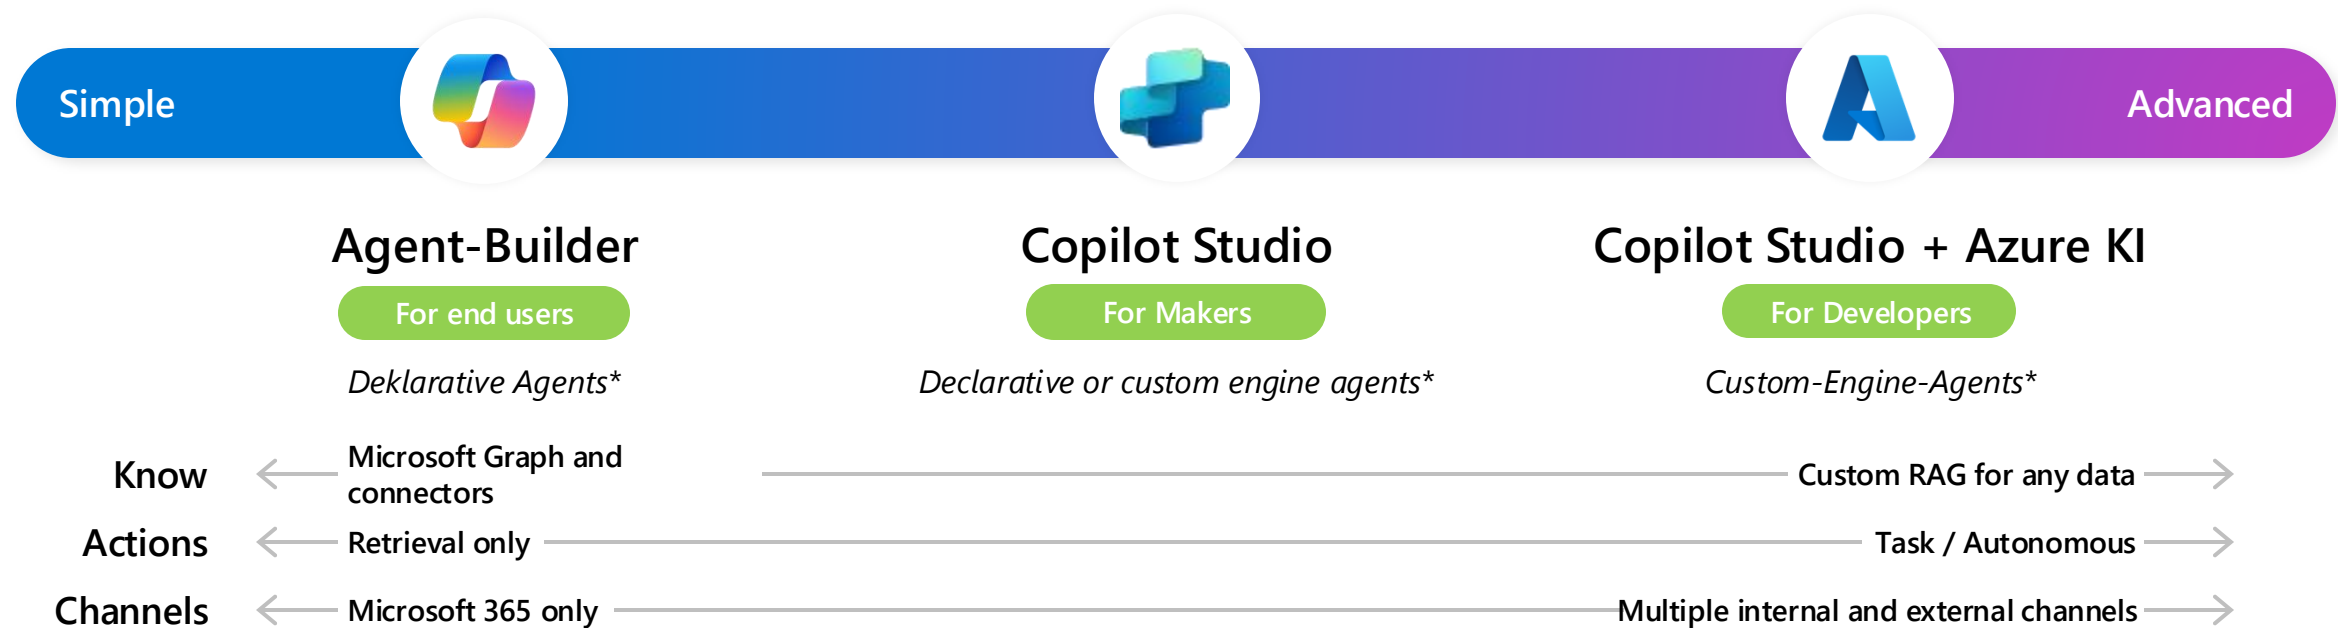 Simple
Advanced
Agent-Builder
Copilot Studio
Copilot Studio + Azure KI
For end users
For Makers
For Developers
Deklarative Agents*
Declarative or custom engine agents*
Custom-Engine-Agents*
Know
Microsoft Graph and
connectors
Custom RAG for any data
Actions
Retrieval only
Task / Autonomous
Channels
Microsoft 365 only
Multiple internal and external channels